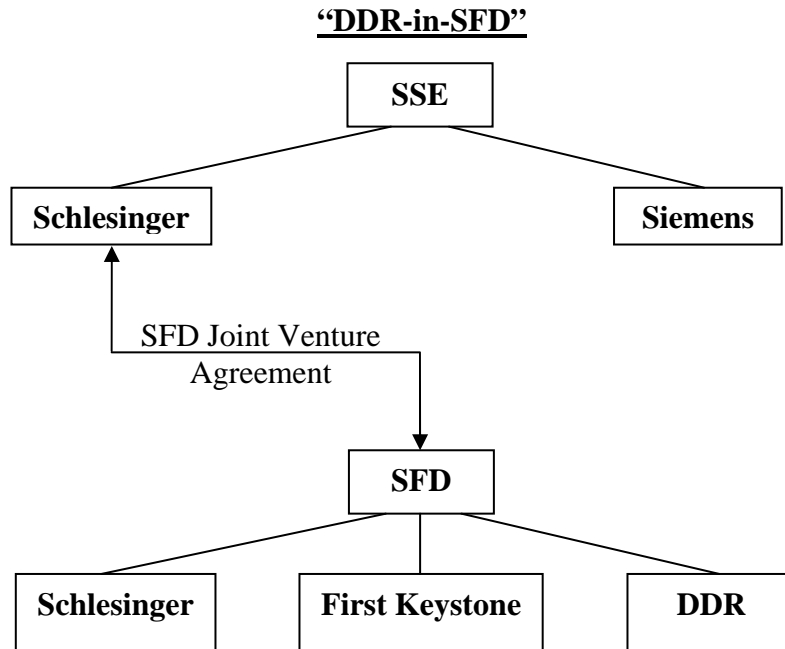 “DDR-in-SFD”
SSE
Schlesinger
Siemens
SFD Joint Venture
Agreement
SFD
Schlesinger
First Keystone
DDR